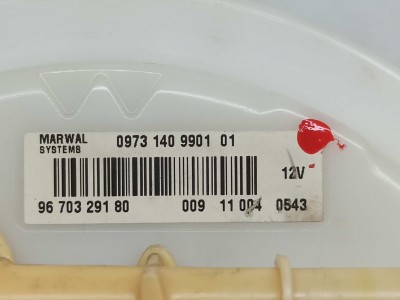 MARWAL 0973 140 9901 01
SYSTEMS
12V
96 703 291 80 009 11 004 0543